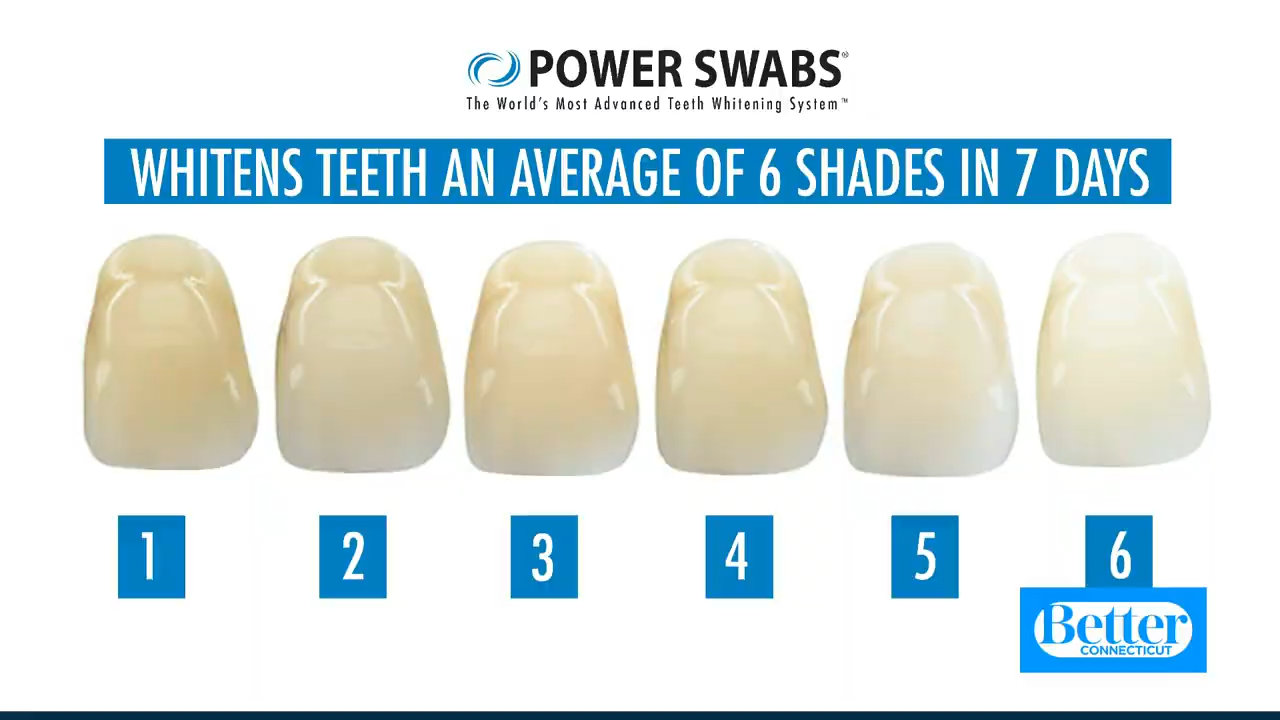 POWER SWABS®
The World's Most Advanced Teeth Whitening System™
WHITENS TEETH AN AVERAGE OF 6 SHADES IN 7 DAYS
1 2 3 4 5 6
Better
CONNECTICUT